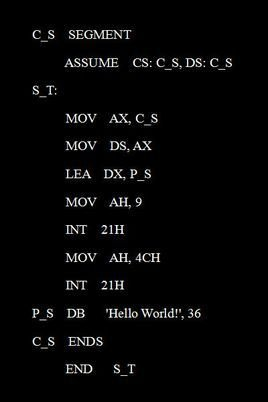 C_S SEGMENT
ASSUME CS: C_S, DS: C_S
S_T:
MOV AX, C_S
MOV DS, AX
LEA DX, P_S
MOV AH, 9
INT 21H
MOV AH, 4CH
INT 21H
P_S DB 'Hello World!', 36
C_S ENDS
END S_T